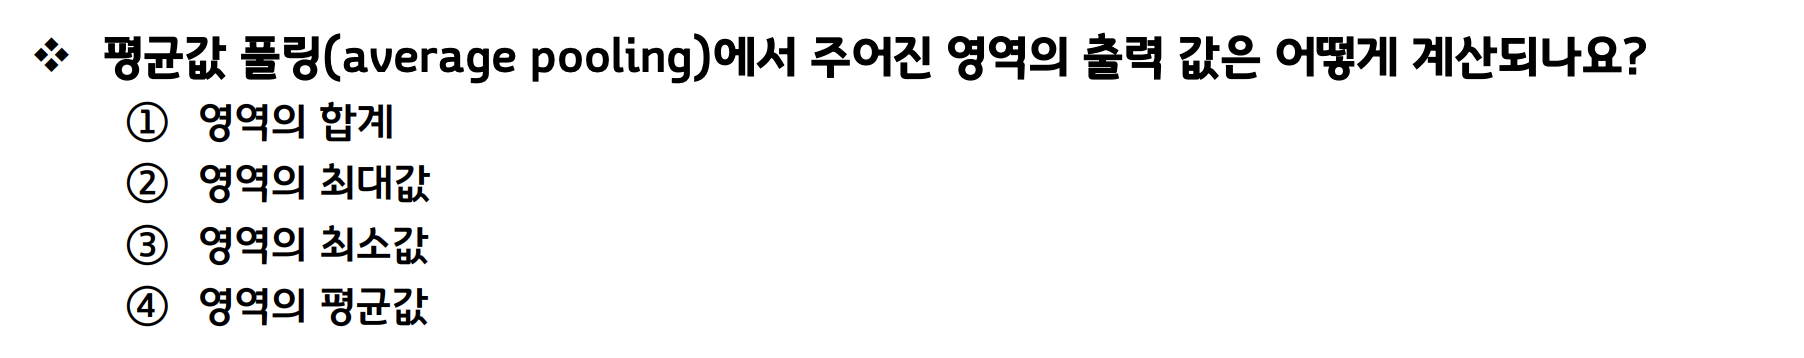 ❖ 평균값 풀링(average pooling)에서 주어진 영역의 출력 값은 어떻게 계산되나요?
① 영역의 합계
② 영역의 최대값
③ 영역의 최소값
④ 영역의 평균값